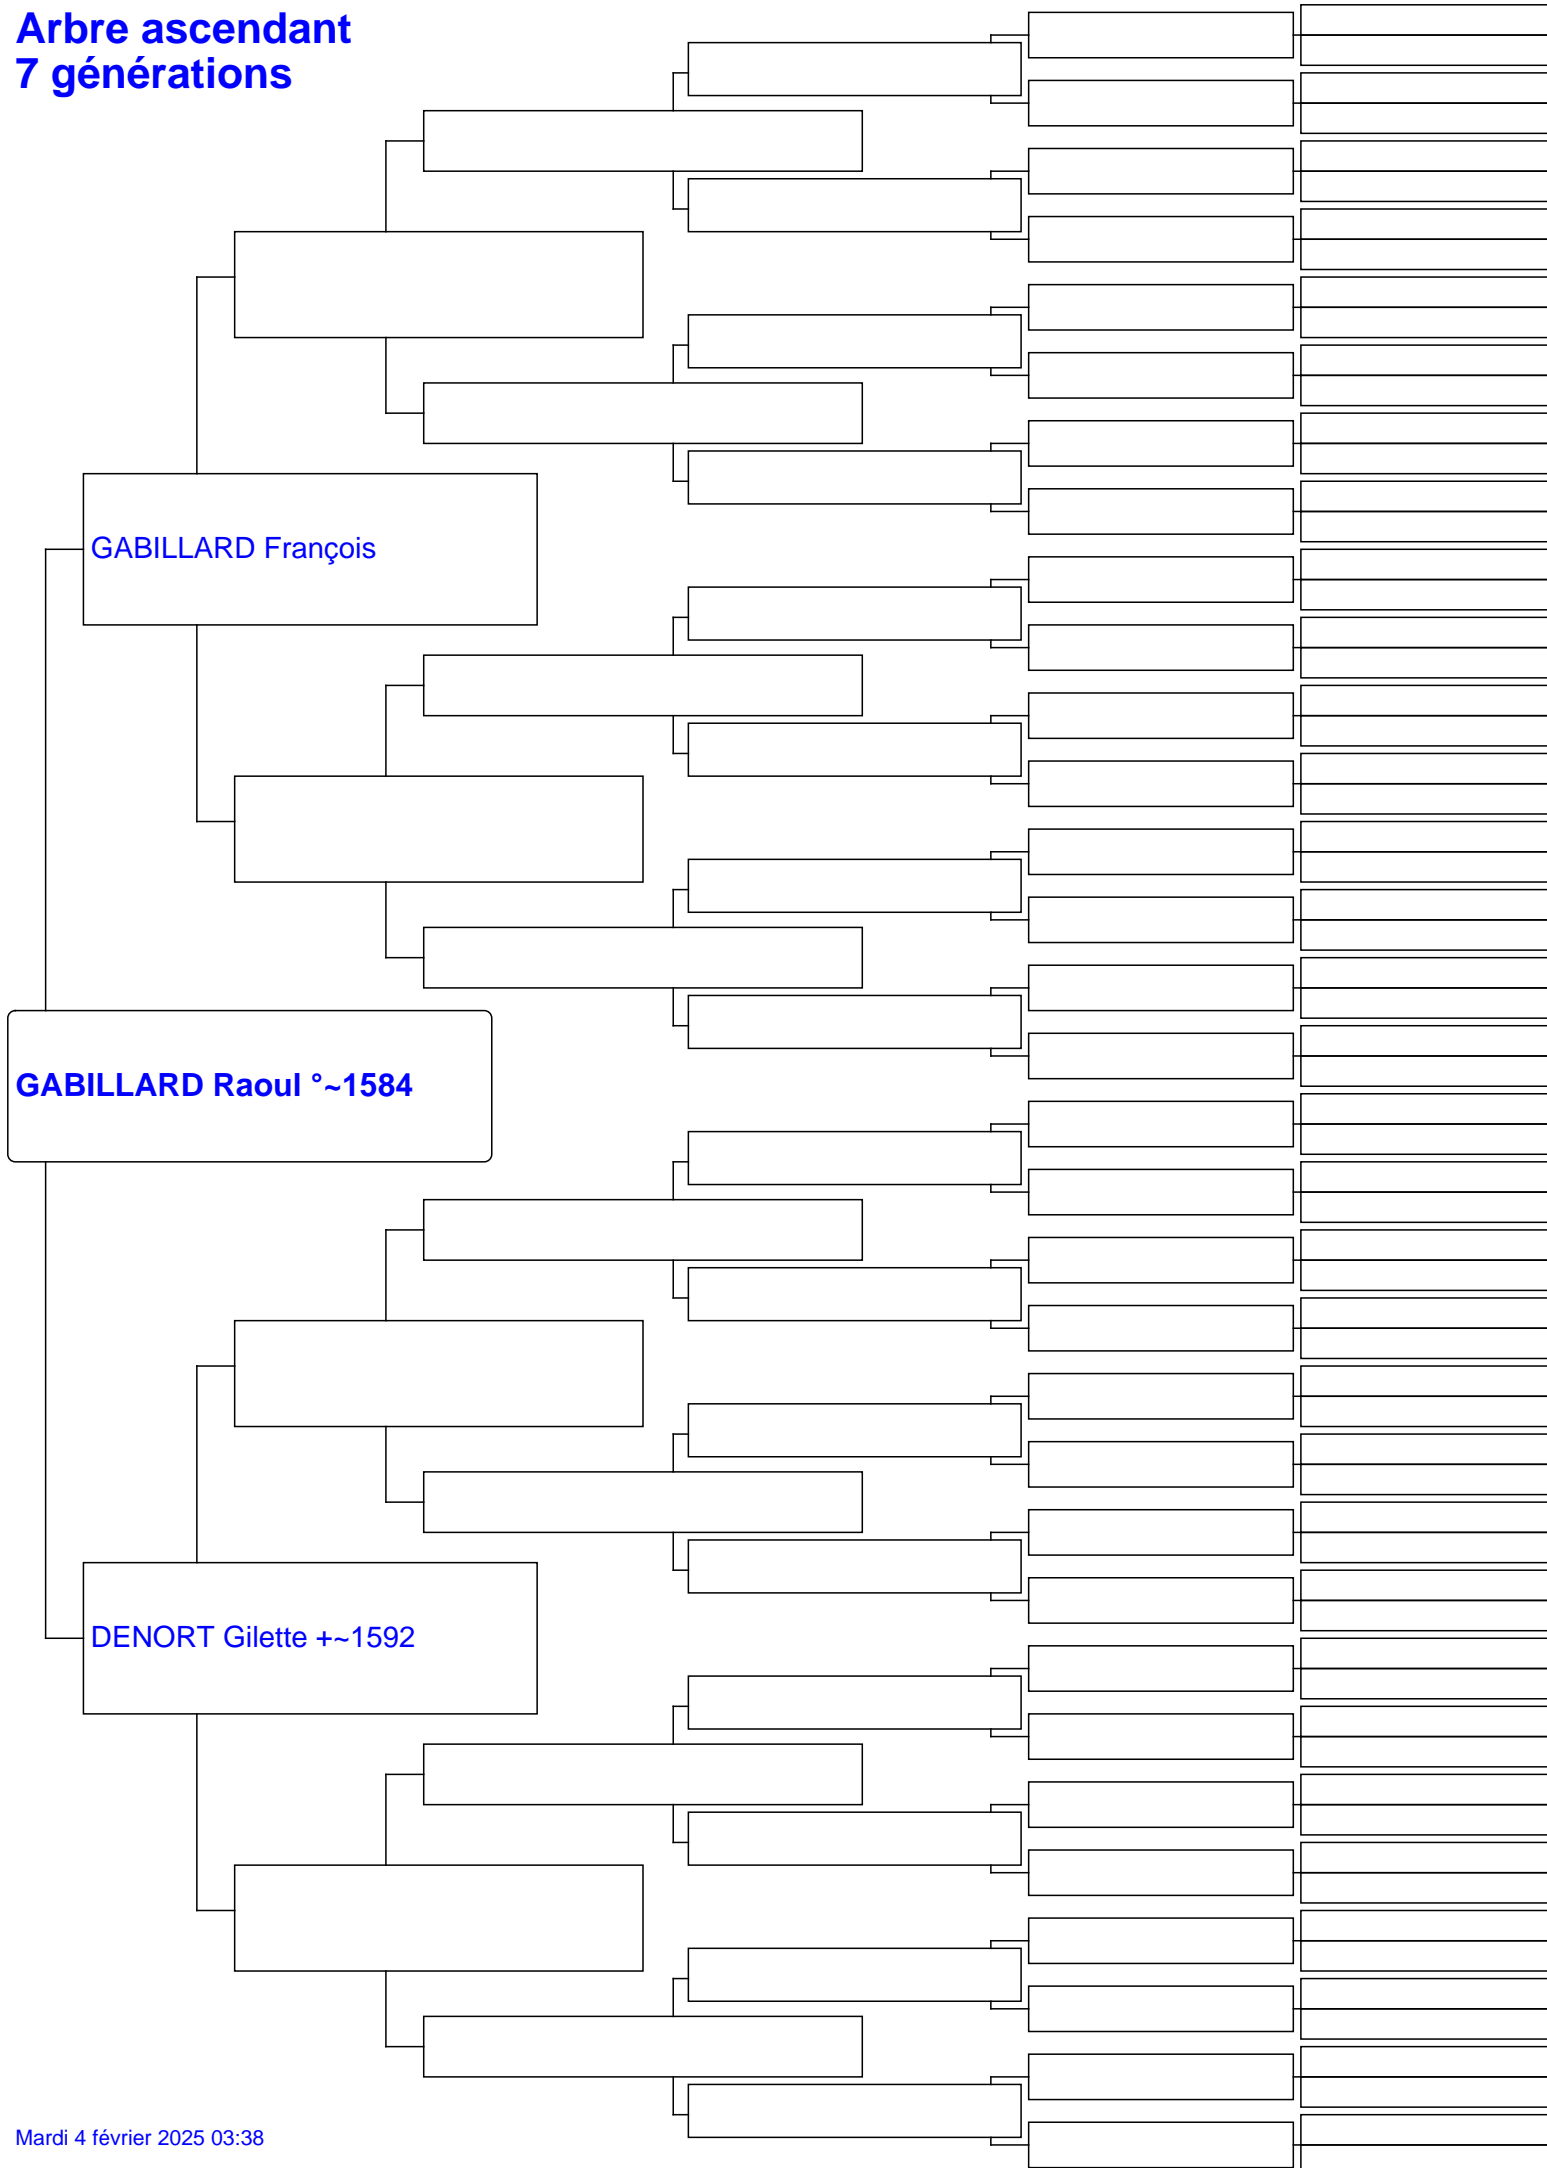 Arbre ascendant
7 générations
GABILLARD François
GABILLARD Raoul °~1584
DENORT Gilette +~1592
Mardi 4 février 2025 03:38